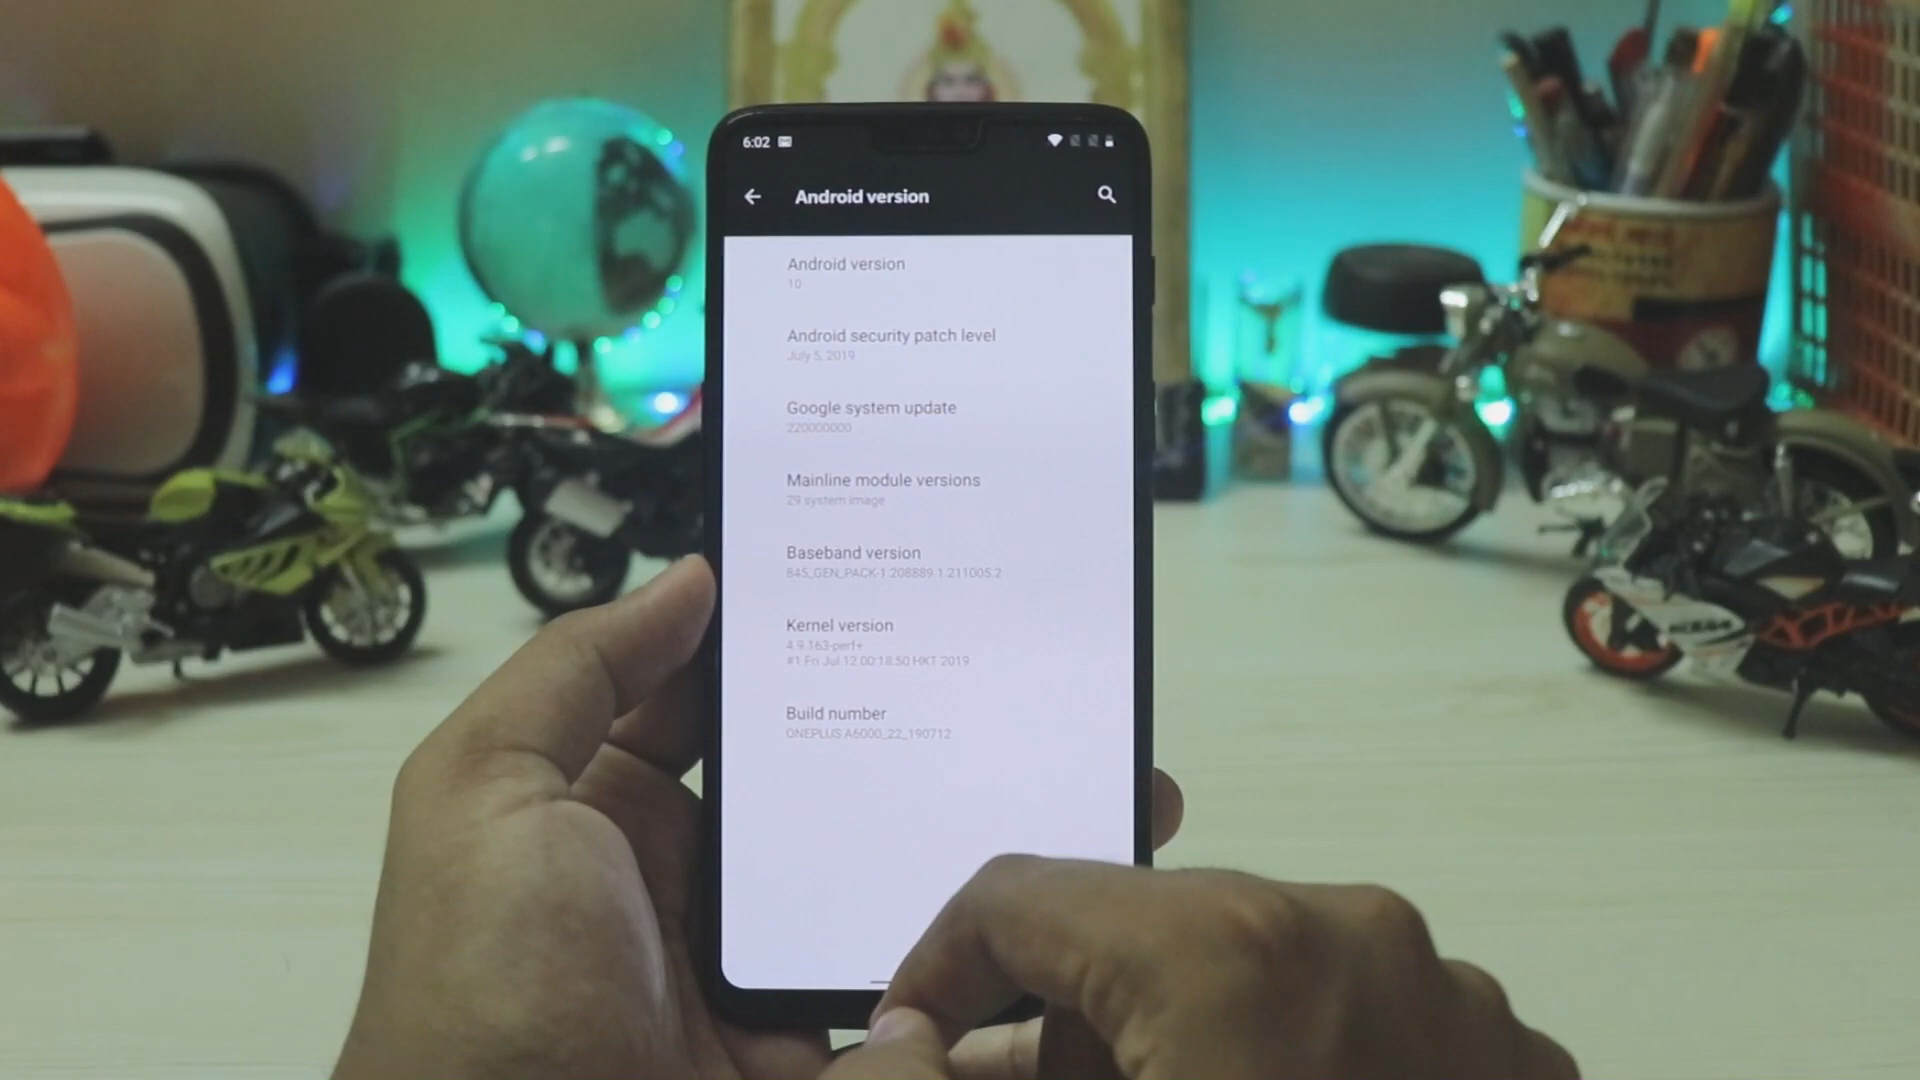 6:02
Android version
Android version
10
Android security patch level
July 5, 2019
Google system update
220000000
Mainline module versions
29 system image
Baseband version
845_GEN_PACK-1.208889.1.211005.2
Kernel version
4.9.163-perf+
#1 Fri Jul 12 00:18:50 HKT 2019
Build number
ONEPLUS A6000_22_190712